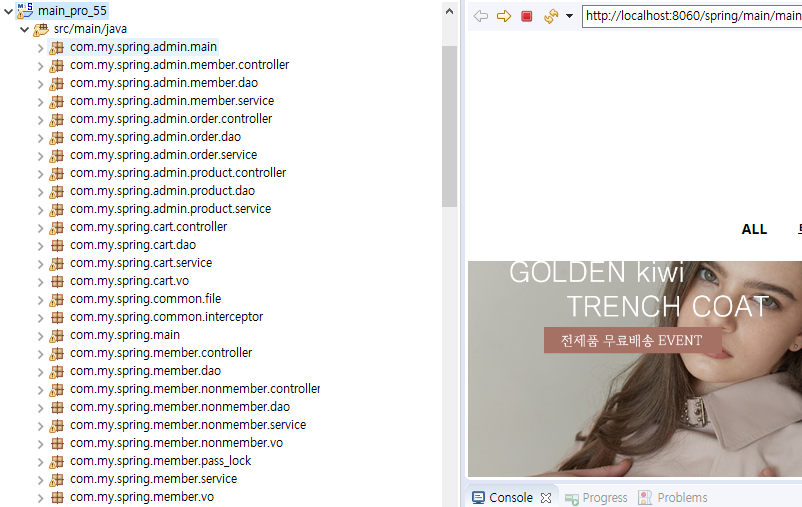 main_pro_55
src/main/java
com.my.spring.admin.main
com.my.spring.admin.member.controller
com.my.spring.admin.member.dao
com.my.spring.admin.member.service
com.my.spring.admin.order.controller
com.my.spring.admin.order.dao
com.my.spring.admin.order.service
com.my.spring.admin.product.controller
com.my.spring.admin.product.dao
com.my.spring.admin.product.service
com.my.spring.cart.controller
com.my.spring.cart.dao
com.my.spring.cart.service
com.my.spring.cart.vo
com.my.spring.common.file
com.my.spring.common.interceptor
com.my.spring.main
com.my.spring.member.controller
com.my.spring.member.dao
com.my.spring.member.nonmember.controller
com.my.spring.member.nonmember.dao
com.my.spring.member.nonmember.service
com.my.spring.member.nonmember.vo
com.my.spring.member.pass_lock
com.my.spring.member.service
com.my.spring.member.vo
http://localhost:8060/spring/main/main
ALL
GOLDEN kiwi
TRENCH COAT
전제품 무료배송 EVENT
Console Progress Problems